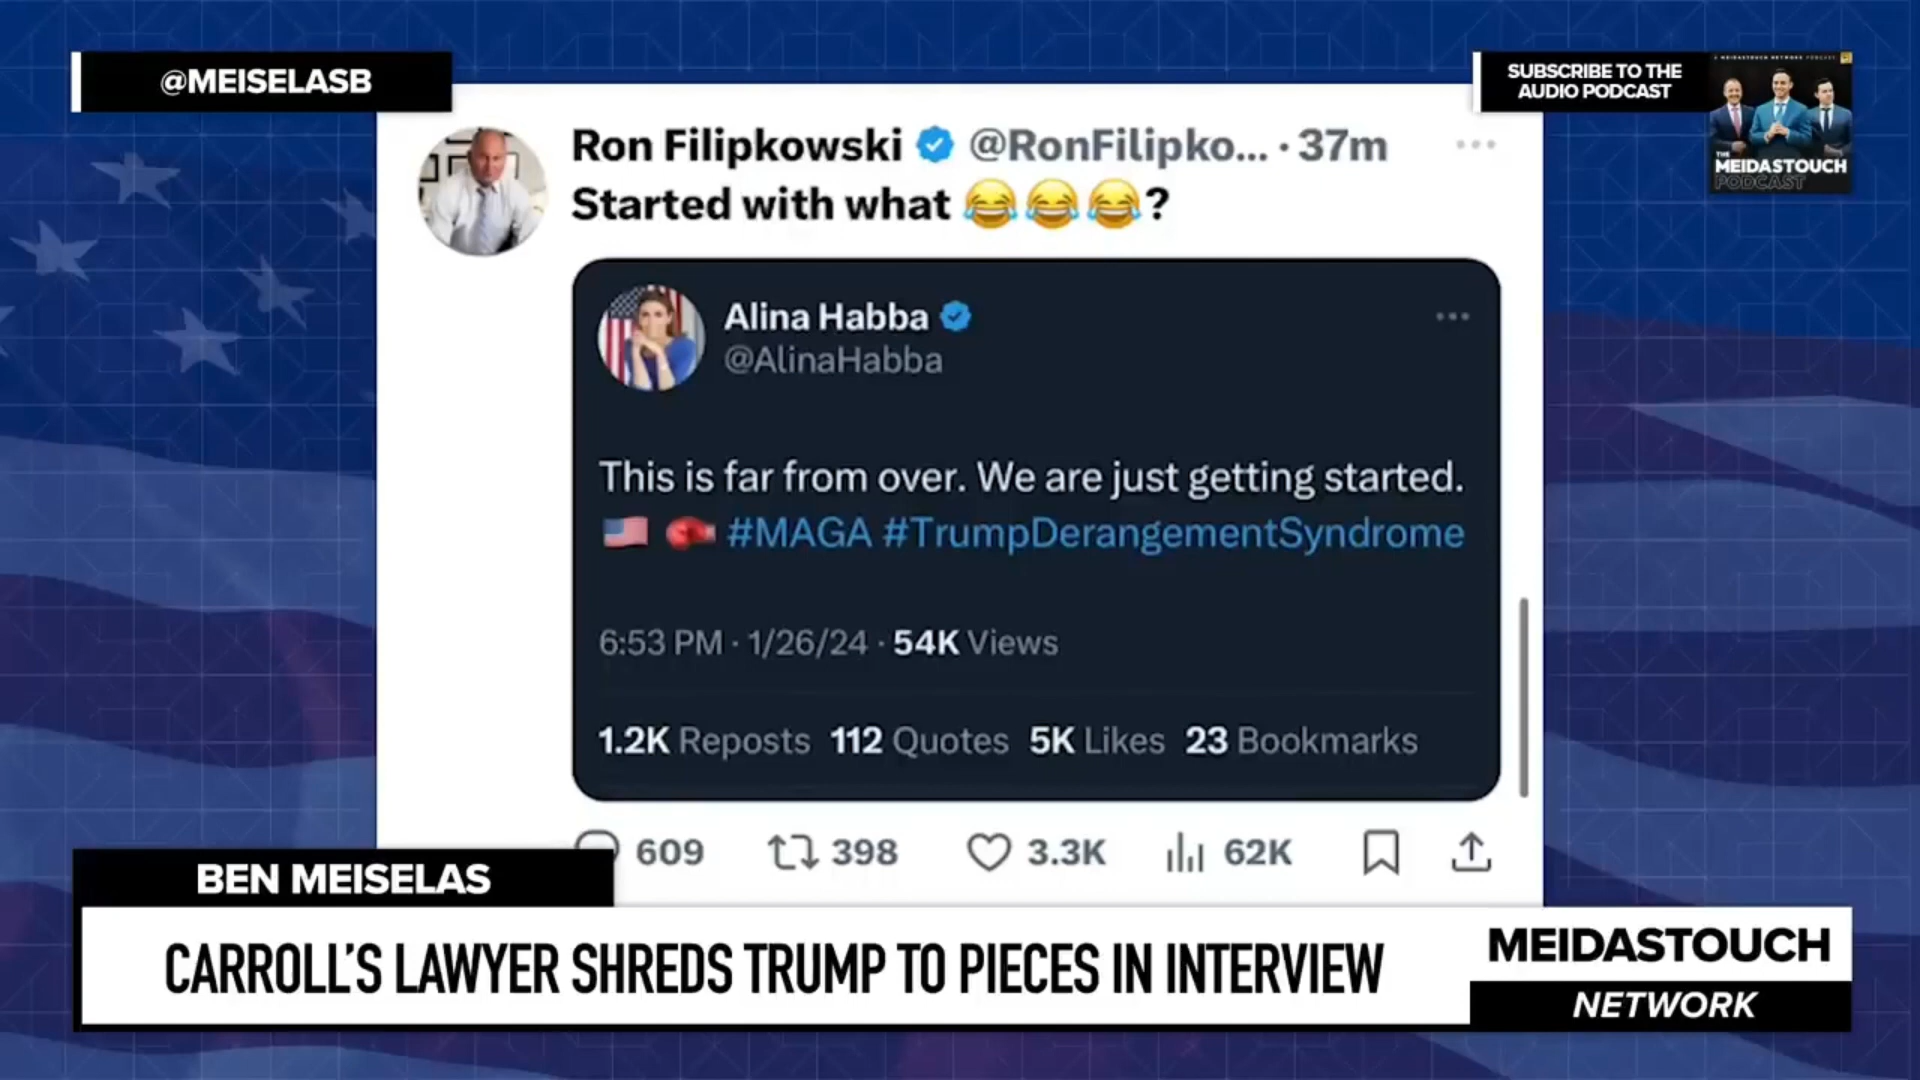 @MEISELASB
SUBSCRIBE TO THE
AUDIO PODCAST
THE
MEIDASTOUCH
PODCAST
Ron Filipkowski @RonFilipko... · 37m
Started with what 😂😂😂?
Alina Habba
@AlinaHabba
This is far from over. We are just getting started.
🇺🇸 🥊 #MAGA #TrumpDerangementSyndrome
6:53 PM · 1/26/24 · 54K Views
1.2K Reposts 112 Quotes 5K Likes 23 Bookmarks
609 398 3.3K 62K
BEN MEISELAS
CARROLL'S LAWYER SHREDS TRUMP TO PIECES IN INTERVIEW
MEIDASTOUCH
NETWORK